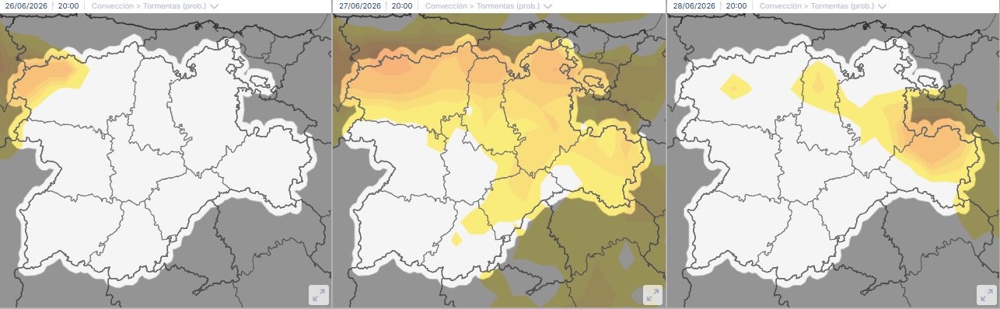 26/06/2026 20:00 Convección > Tormentas (prob.)
27/06/2026 20:00 Convección > Tormentas (prob.)
28/06/2026 20:00 Convección > Tormentas (prob.)